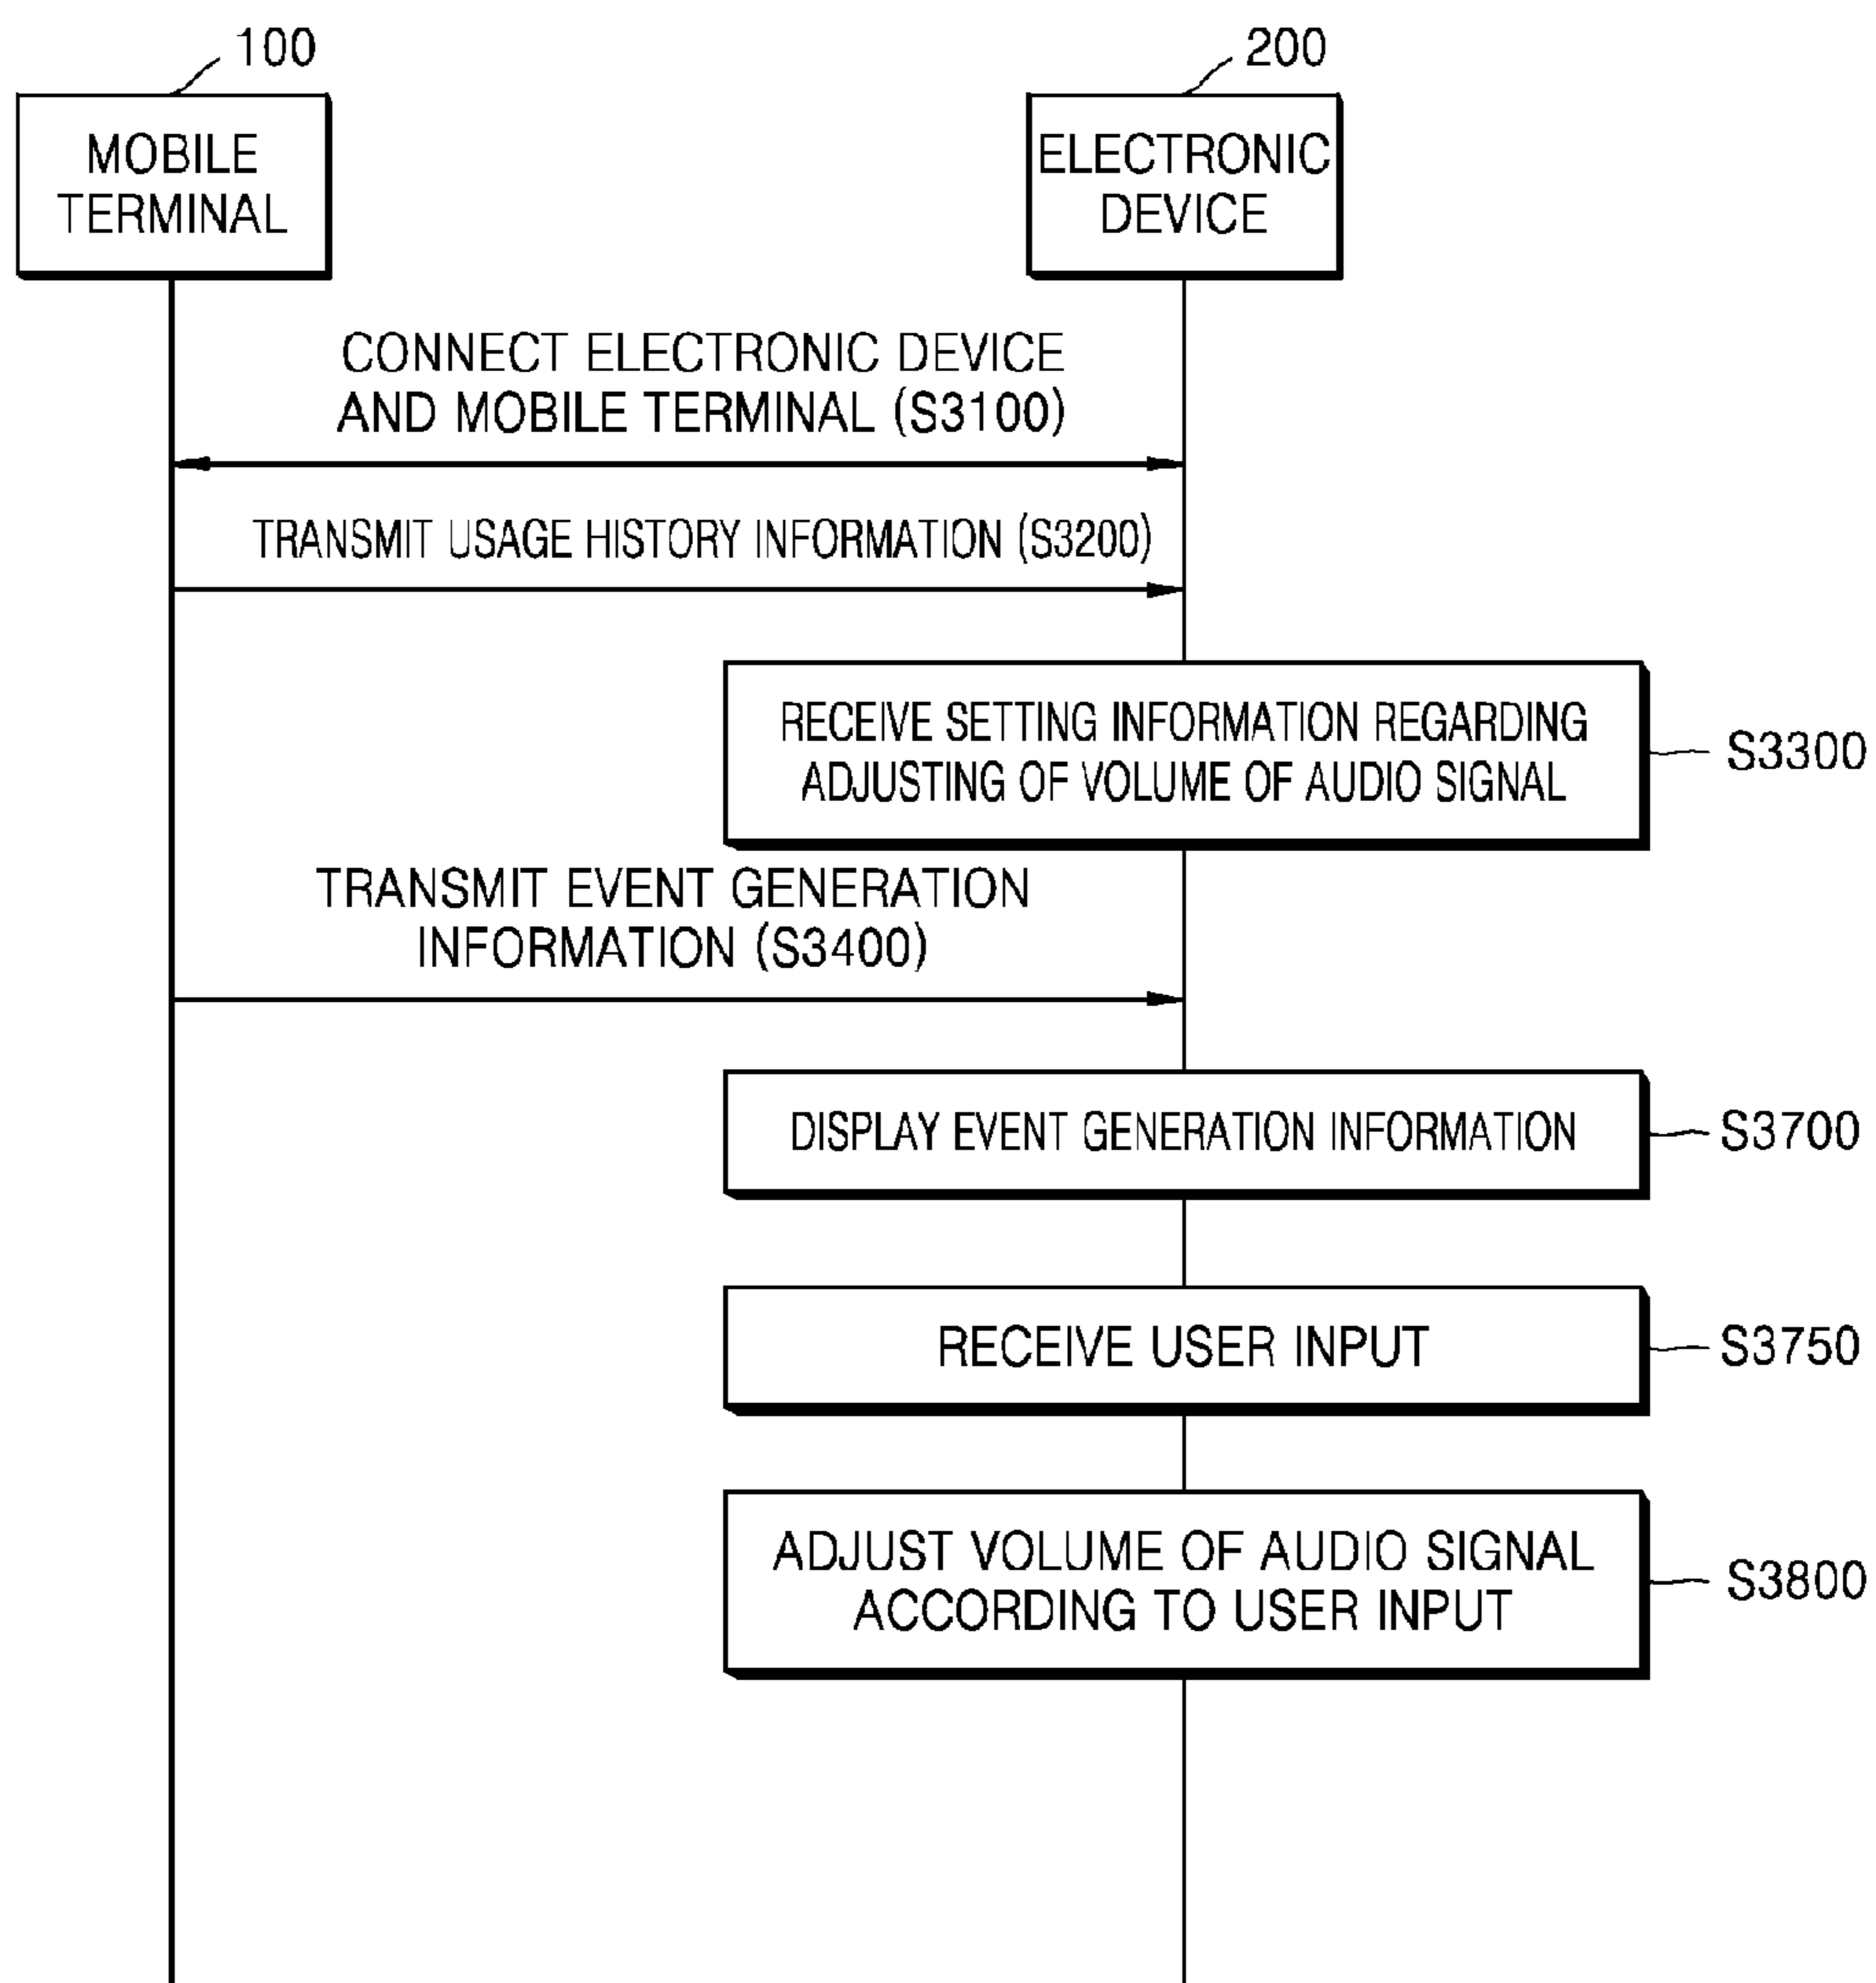 100
200
MOBILE
TERMINAL
ELECTRONIC
DEVICE
CONNECT ELECTRONIC DEVICE
AND MOBILE TERMINAL (S3100)
TRANSMIT USAGE HISTORY INFORMATION (S3200)
RECEIVE SETTING INFORMATION REGARDING
ADJUSTING OF VOLUME OF AUDIO SIGNAL
S3300
TRANSMIT EVENT GENERATION
INFORMATION (S3400)
DISPLAY EVENT GENERATION INFORMATION
S3700
RECEIVE USER INPUT
S3750
ADJUST VOLUME OF AUDIO SIGNAL
ACCORDING TO USER INPUT
S3800